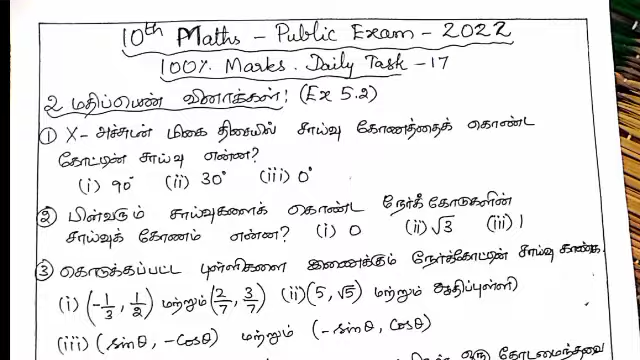 10th Maths - Public Exam - 2022
100% Marks. Daily Task - 17
2 மதிப்பெண் வினாக்கள்! (Ex 5.2)
① X- அச்சுடன் மிகை திசையில் சாய்வு கோணத்தைக் கொண்ட
கோட்டின் சாய்வு என்ன?
(i) 90° (ii) 30° (iii) 0°
② பின்வரும் சாய்வுகளைக் கொண்ட நேர்க் கோடுகளின்
சாய்வுக் கோணம் என்ன? (i) 0 (ii) √3 (iii) 1
③ கொடுக்கப்பட்ட புள்ளிகளை இணைக்கும் நேர்கோட்டின் சாய்வு காண்க.
(i) (-1/3, 1/2) மற்றும் (2/7, 3/7) (ii) (5, √5) மற்றும் ஆதிப்புள்ளி
(iii) (sinθ, -cosθ) மற்றும் (-sinθ, cosθ)
ஒரு